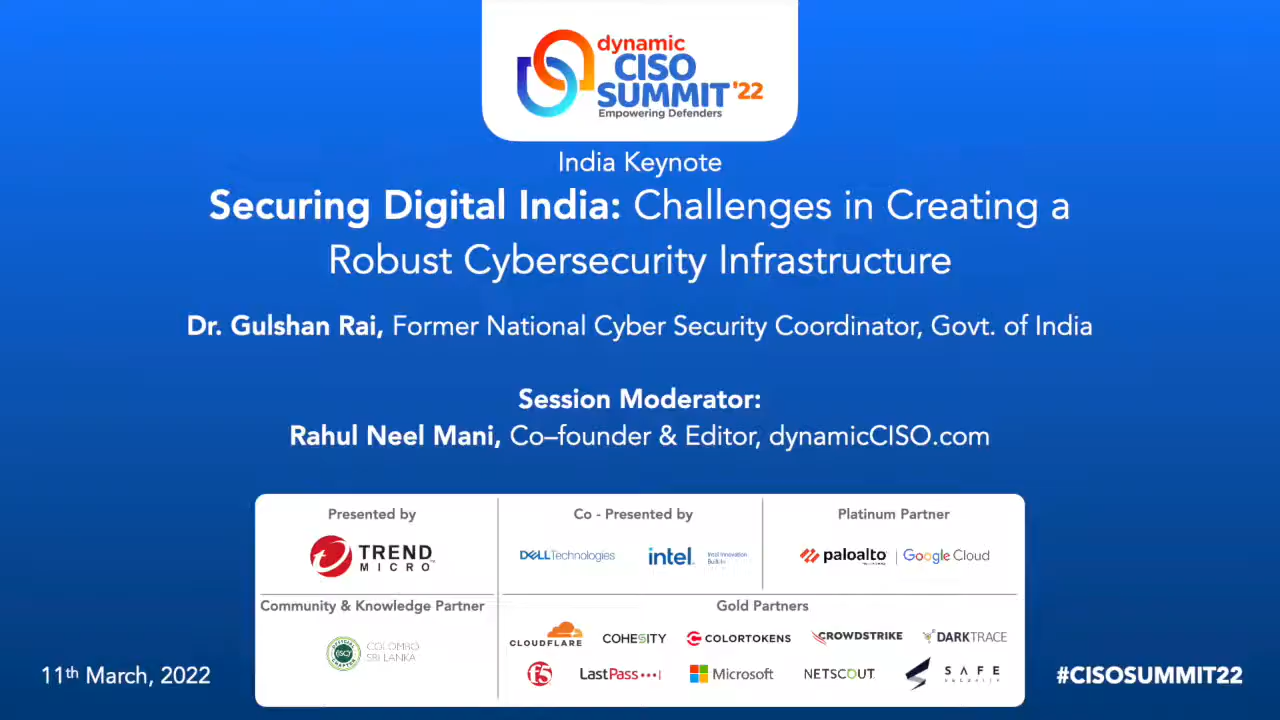 dynamic
CISO
SUMMIT '22
Empowering Defenders
India Keynote
Securing Digital India: Challenges in Creating a
Robust Cybersecurity Infrastructure
Dr. Gulshan Rai, Former National Cyber Security Coordinator, Govt. of India
Session Moderator:
Rahul Neel Mani, Co–founder & Editor, dynamicCISO.com
Presented by
TREND
MICRO
Co - Presented by
DELL Technologies
intel.
Platinum Partner
paloalto
Google Cloud
Community & Knowledge Partner
COLOMBO
SRI LANKA
Gold Partners
CLOUDFLARE COHESITY COLORTOKENS CROWDSTRIKE DARKTRACE
f5 LastPass•••| Microsoft NETSCOUT SAFE
11th March, 2022
#CISOSUMMIT22